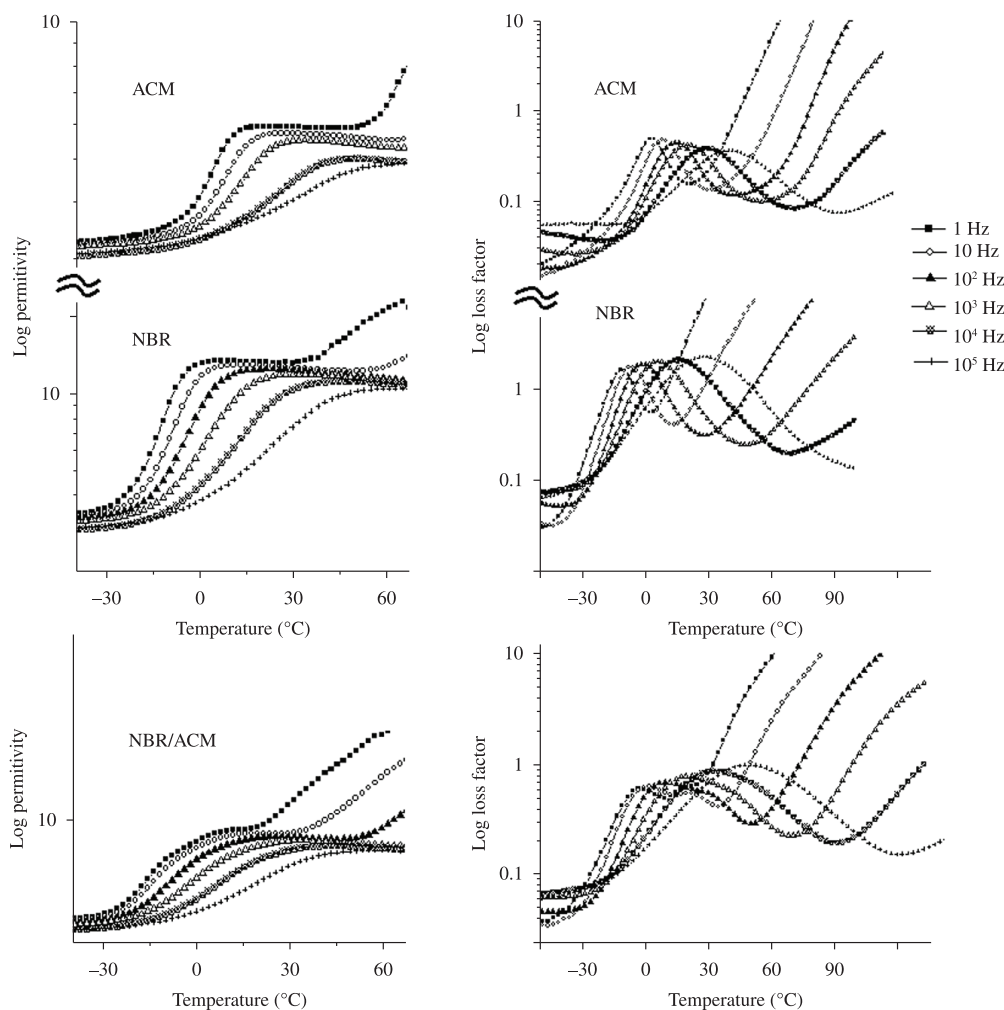 10
ACM
Log permitivity
NBR
10
−30
0
30
60
Temperature (°C)
10
1
ACM
0.1
Log loss factor
NBR
1
0.1
−30
0
30
60
90
Temperature (°C)
1 Hz
10 Hz
10² Hz
10³ Hz
10⁴ Hz
10⁵ Hz
NBR/ACM
Log permitivity
10
−30
0
30
60
Temperature (°C)
10
1
Log loss factor
0.1
−30
0
30
60
90
Temperature (°C)